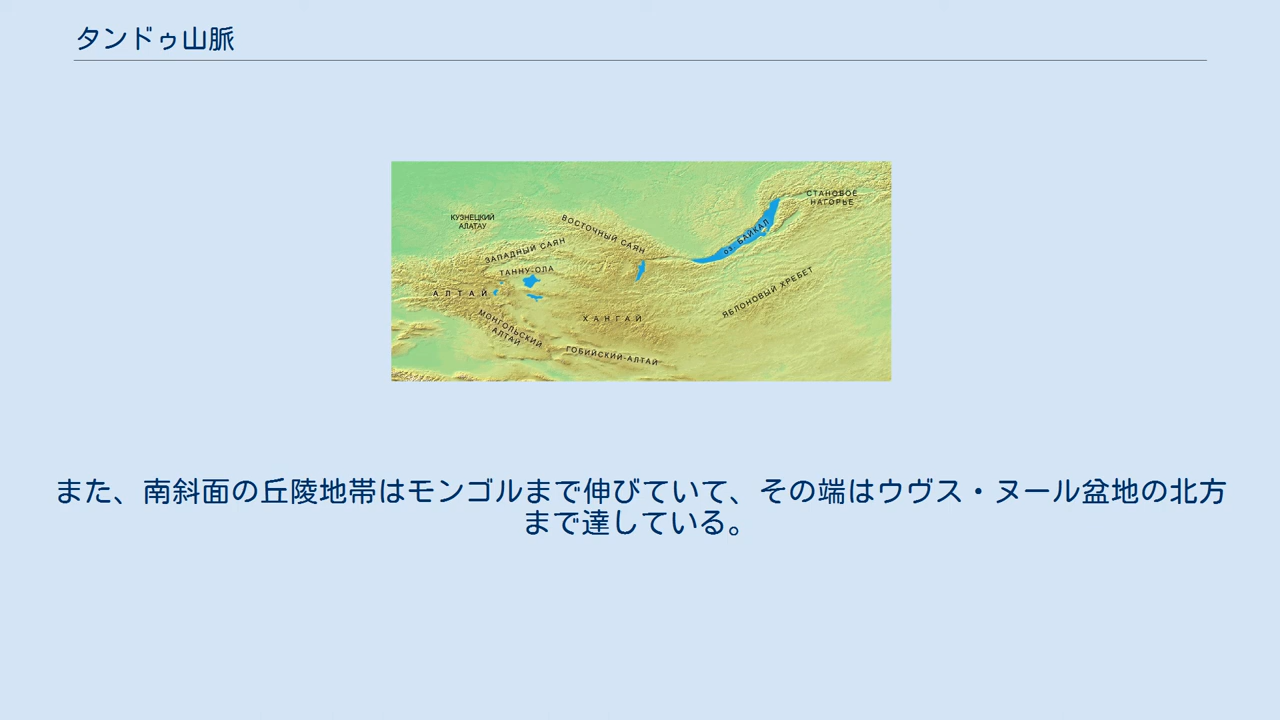 タンドゥ山脈
СТАНОВОЕ
НАГОРЬЕ
КУЗНЕЦКИЙ
АЛАТАУ
ВОСТОЧНЫЙ САЯН
оз. БАЙКАЛ
ЗАПАДНЫЙ САЯН
ТАННУ-ОЛА
АЛТАЙ
ЯБЛОНОВЫЙ ХРЕБЕТ
ХАНГАЙ
МОНГОЛЬСКИЙ
АЛТАЙ
ГОБИЙСКИЙ-АЛТАЙ
また、南斜面の丘陵地帯はモンゴルまで伸びていて、その端はウヴス・ヌール盆地の北方
まで達している。